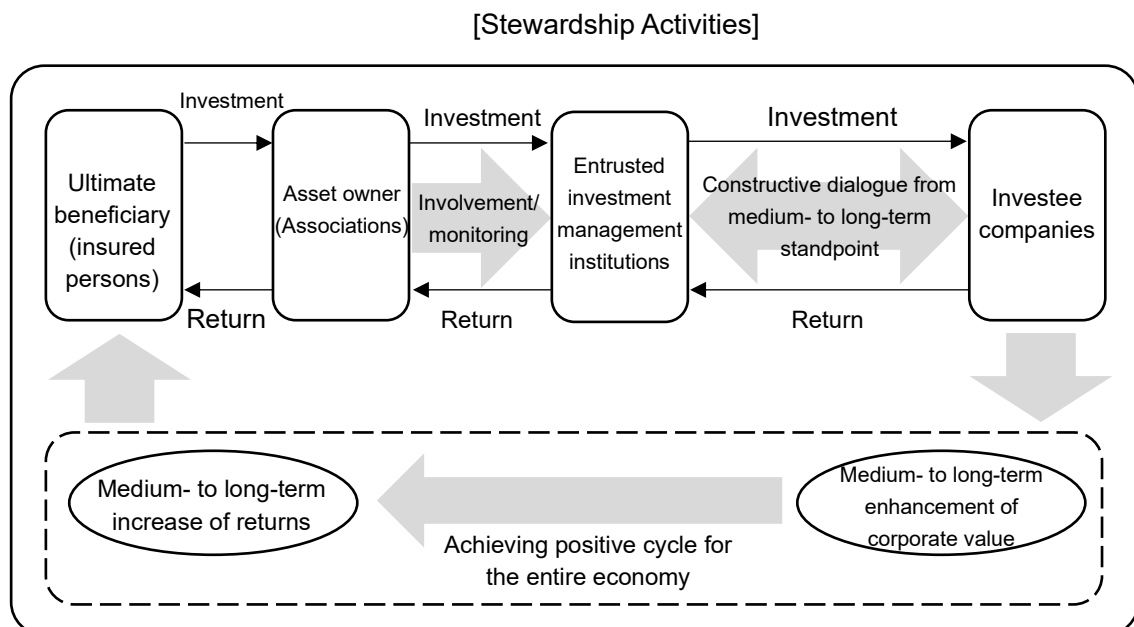 [Stewardship Activities]
Investment
Investment
Investment
Ultimate
beneficiary
(insured
persons)
Asset owner
(Associations)
Involvement/
monitoring
Entrusted
investment
management
institutions
Constructive dialogue from
medium- to long-term
standpoint
Investee
companies
Return
Return
Return
Medium- to long-term
increase of returns
Achieving positive cycle for
the entire economy
Medium- to long-term
enhancement of
corporate value